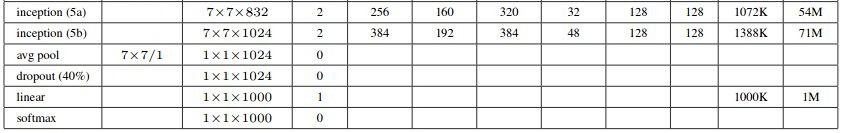 inception (5a) 7×7×832 2 256 160 320 32 128 128 1072K 54M
inception (5b) 7×7×1024 2 384 192 384 48 128 128 1388K 71M
avg pool 7×7/1 1×1×1024 0
dropout (40%) 1×1×1024 0
linear 1×1×1000 1 1000K 1M
softmax 1×1×1000 0